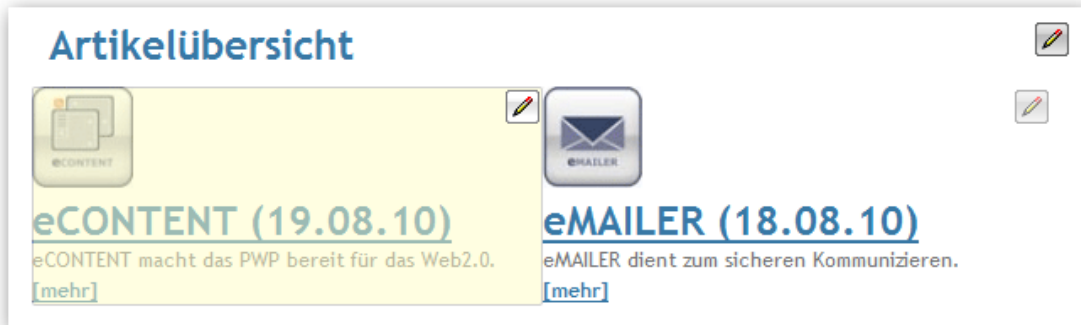 Artikelübersicht
eCONTENT
eMAILER
eCONTENT (19.08.10)
eMAILER (18.08.10)
eCONTENT macht das PWP bereit für das Web2.0.
eMAILER dient zum sicheren Kommunizieren.
[mehr]
[mehr]